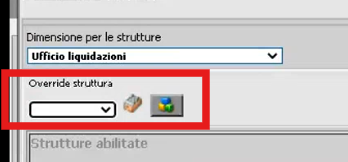 Dimensione per le strutture
Ufficio liquidazioni
Override struttura
Strutture abilitate